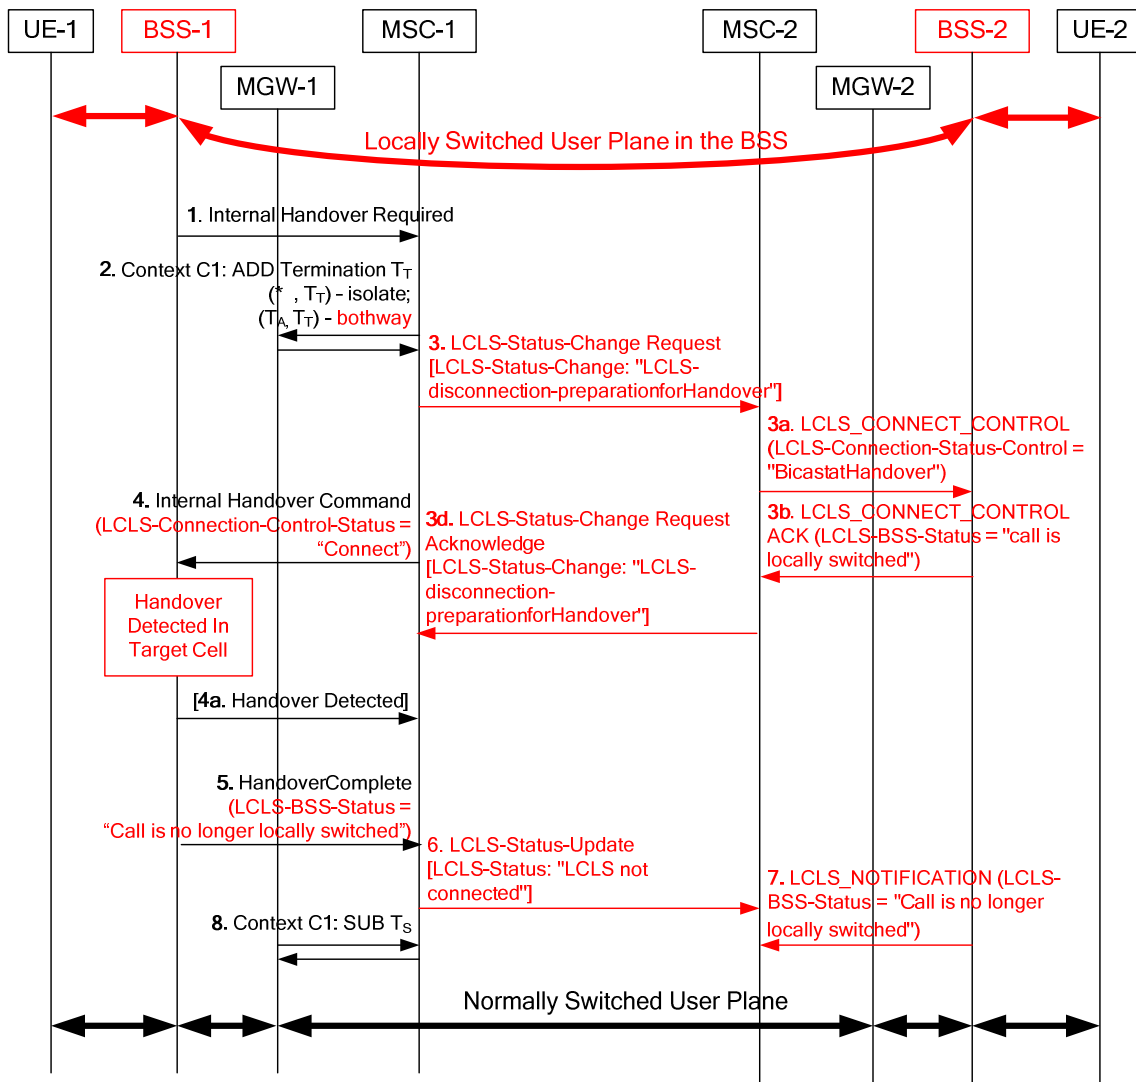 UE-1
BSS-1
MSC-1
MSC-2
BSS-2
UE-2
MGW-1
MGW-2
Locally Switched User Plane in the BSS
1. Internal Handover Required
2. Context C1: ADD Termination TT
(* , TT) - isolate;
(TA, TT) - bothway
3. LCLS-Status-Change Request
[LCLS-Status-Change: "LCLS-
disconnection-preparationforHandover"]
3a. LCLS_CONNECT_CONTROL
(LCLS-Connection-Status-Control =
"BicastatHandover")
4. Internal Handover Command
(LCLS-Connection-Control-Status =
“Connect”)
3d. LCLS-Status-Change Request
Acknowledge
[LCLS-Status-Change: "LCLS-
disconnection-
preparationforHandover"]
3b. LCLS_CONNECT_CONTROL
ACK (LCLS-BSS-Status = "call is
locally switched")
Handover
Detected In
Target Cell
[4a. Handover Detected]
5. HandoverComplete
(LCLS-BSS-Status =
“Call is no longer locally switched”)
6. LCLS-Status-Update
[LCLS-Status: "LCLS not
connected"]
7. LCLS_NOTIFICATION (LCLS-
BSS-Status = "Call is no longer
locally switched")
8. Context C1: SUB TS
Normally Switched User Plane